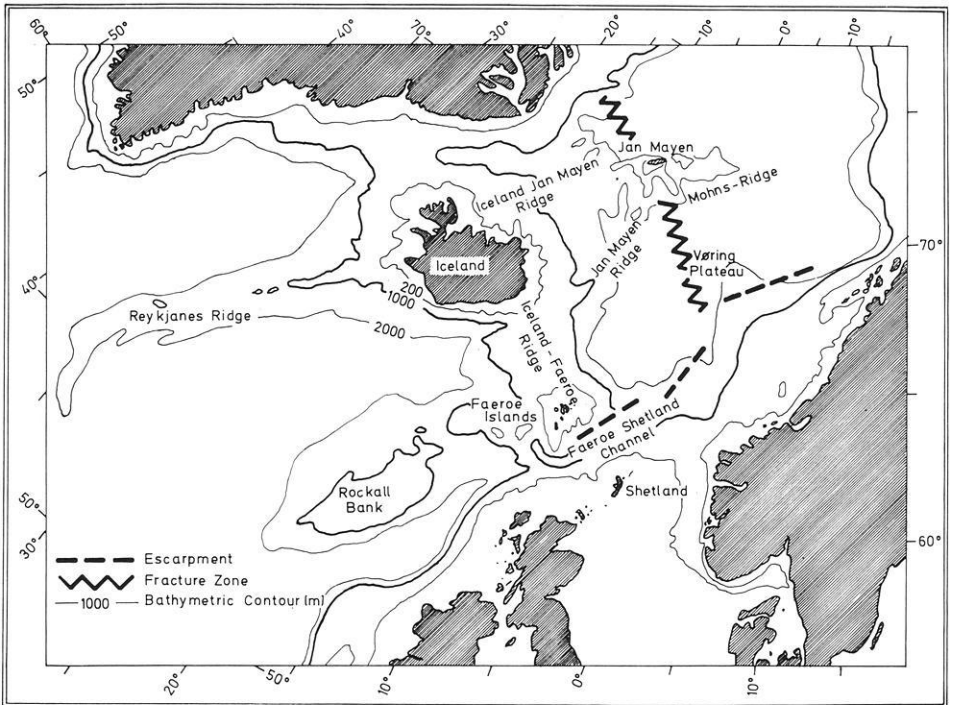 60°
50°
40°
70°
30°
20°
10°
0°
10°
50°
Jan Mayen
Iceland Jan Mayen
Ridge
Mohns-Ridge
Jan Mayen
Ridge
Vøring
Plateau
70°
Iceland
40°
200
1000
2000
Reykjanes Ridge
Iceland-Faeroe
Ridge
Faeroe
Islands
Faeroe Shetland
Channel
Rockall
Bank
Shetland
50°
30°
60°
Escarpment
Fracture Zone
1000 Bathymetric Contour (m)
20°
50°
10°
0°
10°